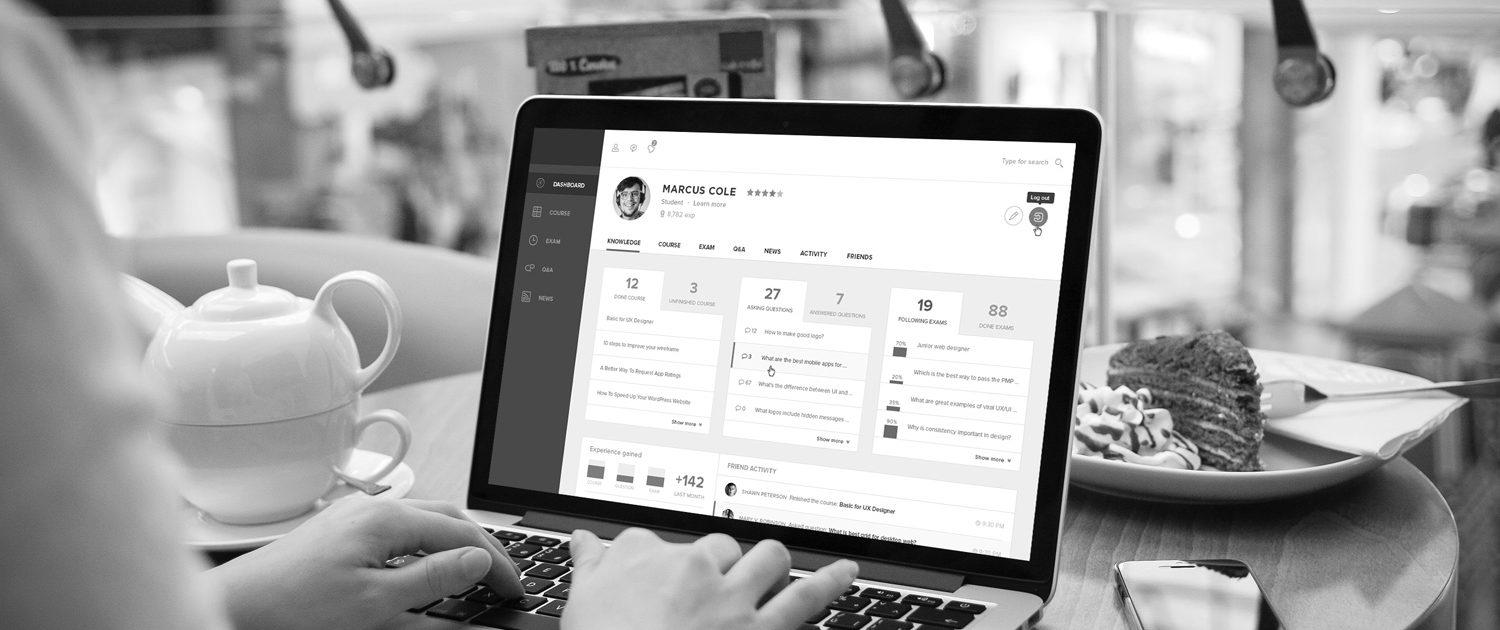 2
Type for search
Log out
MARCUS COLE
Student · Learn more
8,782 exp
DASHBOARD
COURSE
EXAM
Q&A
NEWS
KNOWLEDGE COURSE EXAM Q&A NEWS ACTIVITY FRIENDS
12
DONE COURSE
3
UNFINISHED COURSE
Basic for UX Designer
10 steps to improve your wireframe
A Better Way To Request App Ratings
How To Speed Up Your WordPress Website
Show more
27
ASKING QUESTIONS
7
ANSWERED QUESTIONS
12 How to make good logo?
3 What are the best mobile apps for ...
67 What's the difference between UI and ...
0 What logos include hidden messages ...
Show more
19
FOLLOWING EXAMS
88
DONE EXAMS
70% Junior web designer
20% Which is the best way to pass the PMP ...
35% What are great examples of viral UX/UI ...
90% Why is consistency important in design?
Show more
Experience gained
COURSE QUESTION EXAM
+142
LAST MONTH
FRIEND ACTIVITY
SHAWN PETERSON Finished the course: Basic for UX Designer
9:30 PM
MARY V. ROBINSON Asked question: What is best grid for desktop web?